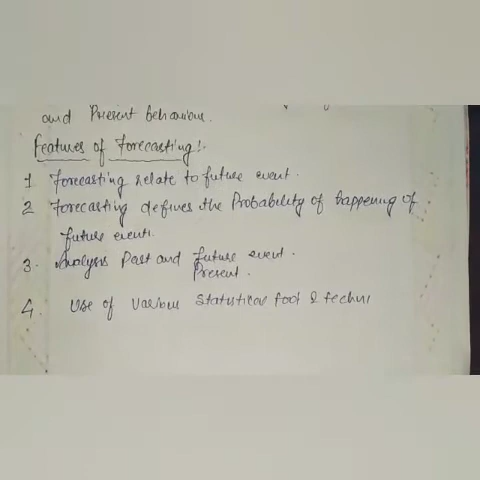 and Present behaviour.
Features of Forecasting:-
1 Forecasting relate to future event.
2 Forecasting defines the Probability of happening of
future events.
3. Analysis Past and future event.
Present.
4. Use of various Statistical tool & techni